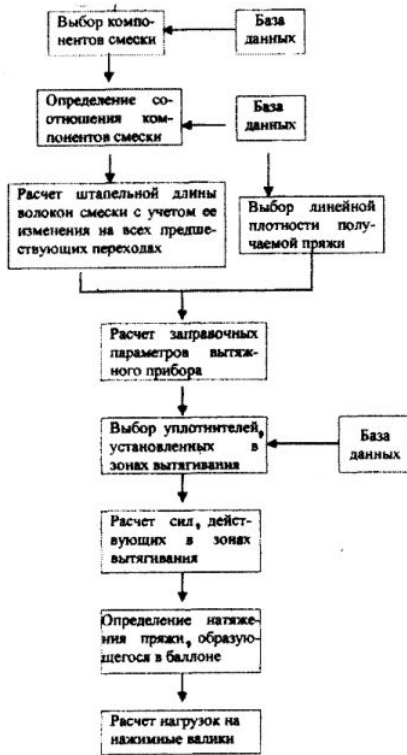 Выбор компо-
нентов смески
База
данных
Определение со-
отношения ком-
понентов смески
База
данных
Расчет штапельной длины
волокон смески с учетом ее
изменения на всех предше-
ствующих переходах
Выбор линейной
плотности полу-
чаемой пряжи
Расчет заправочных
параметров вытяж-
ного прибора
Выбор уплотнителей,
установленных в
зонах вытягивания
База
данных
Расчет сил, действ-
ующих в зонах
вытягивания
Определение натяже-
ния пряжи, образую-
щегося в баллоне
Расчет нагрузок на
нажимные валики